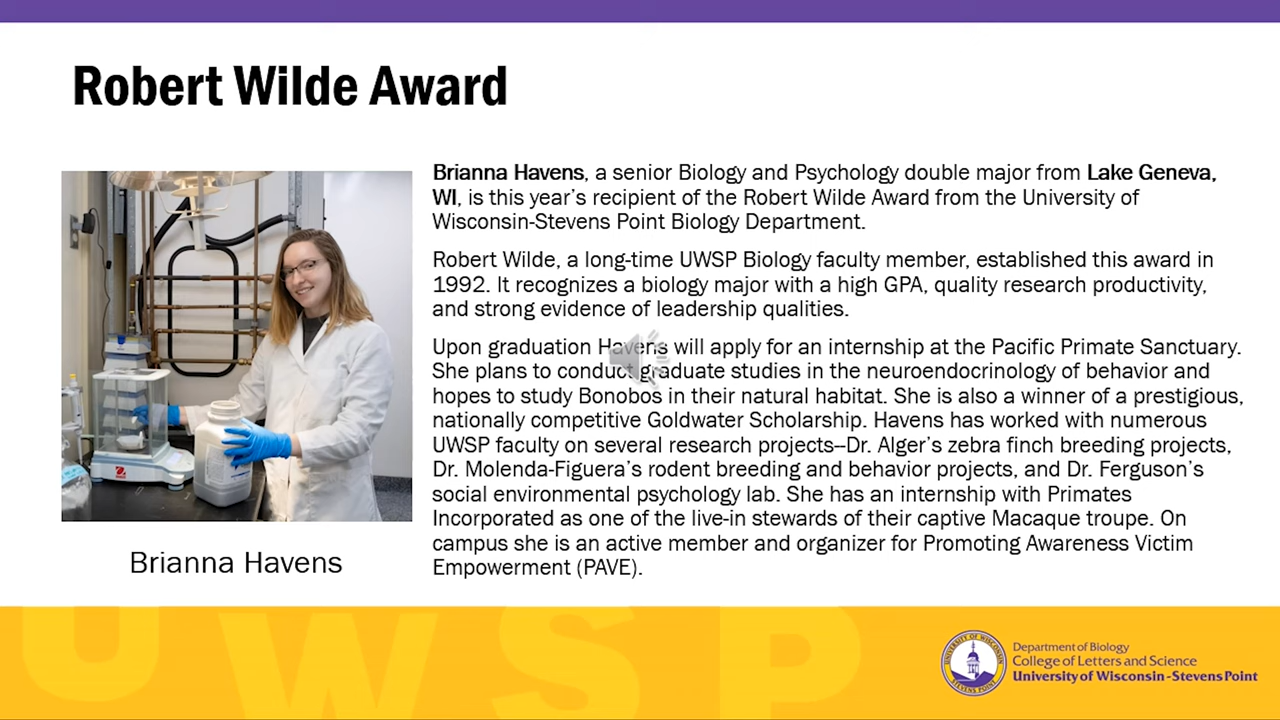 Robert Wilde Award
Brianna Havens, a senior Biology and Psychology double major from Lake Geneva,
WI, is this year’s recipient of the Robert Wilde Award from the University of
Wisconsin-Stevens Point Biology Department.
Robert Wilde, a long-time UWSP Biology faculty member, established this award in
1992. It recognizes a biology major with a high GPA, quality research productivity,
and strong evidence of leadership qualities.
Upon graduation Havens will apply for an internship at the Pacific Primate Sanctuary.
She plans to conduct graduate studies in the neuroendocrinology of behavior and
hopes to study Bonobos in their natural habitat. She is also a winner of a prestigious,
nationally competitive Goldwater Scholarship. Havens has worked with numerous
UWSP faculty on several research projects--Dr. Alger’s zebra finch breeding projects,
Dr. Molenda-Figuera’s rodent breeding and behavior projects, and Dr. Ferguson’s
social environmental psychology lab. She has an internship with Primates
Incorporated as one of the live-in stewards of their captive Macaque troupe. On
campus she is an active member and organizer for Promoting Awareness Victim
Empowerment (PAVE).
Brianna Havens
UWSP
UNIVERSITY OF WISCONSIN
STEVENS POINT
Department of Biology
College of Letters and Science
University of Wisconsin-Stevens Point